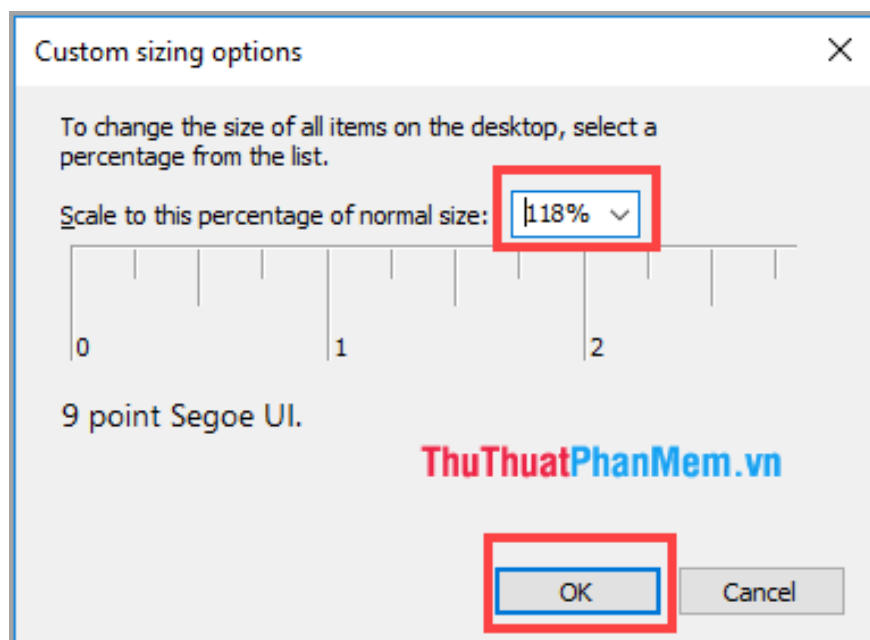 Custom sizing options
To change the size of all items on the desktop, select a
percentage from the list.
Scale to this percentage of normal size: 118%
0 1 2
9 point Segoe UI.
ThuThuatPhanMem.vn
OK Cancel